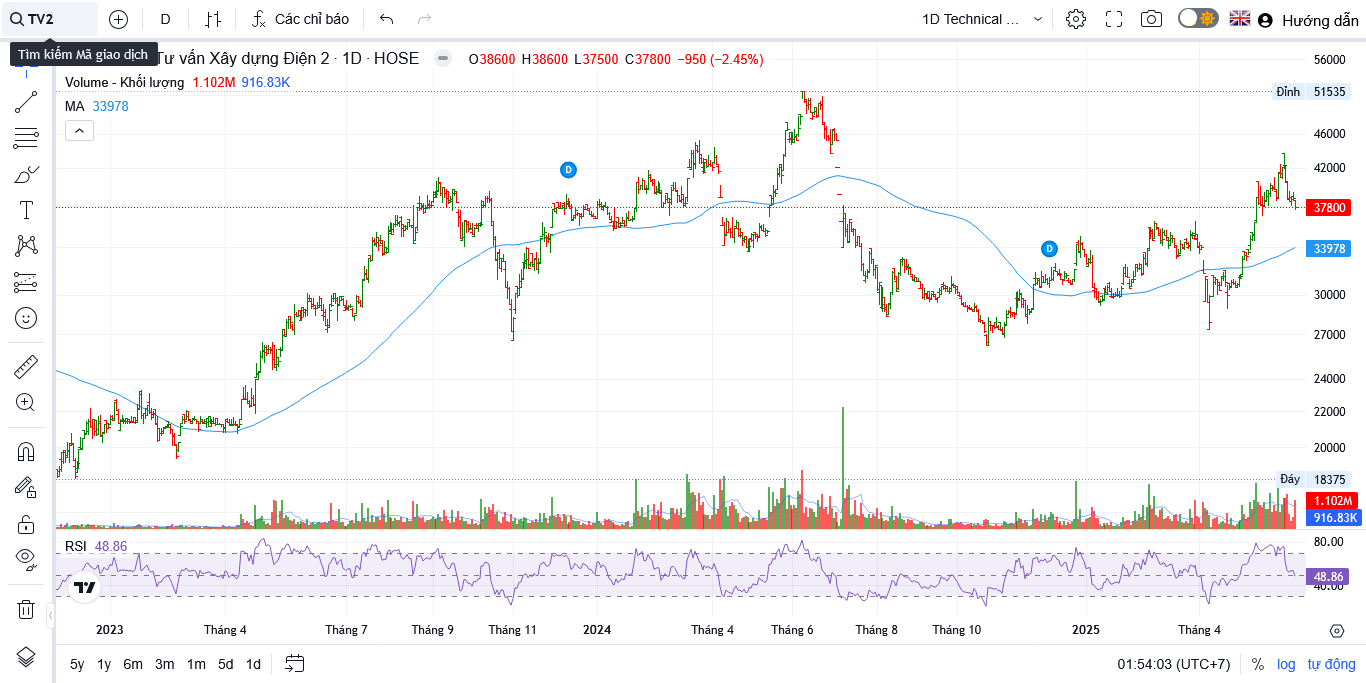 TV2 D Các chỉ báo 1D Technical ... Hướng dẫn
Tìm kiếm Mã giao dịch
Tư vấn Xây dựng Điện 2 · 1D · HOSE O38600 H38600 L37500 C37800 −950 (−2.45%)
Volume - Khối lượng 1.102M 916.83K
MA 33978
56000
Đỉnh 51535
46000
42000
37800
33978
30000
27000
24000
22000
20000
Đáy 18375
1.102M
916.83K
RSI 48.86
80.00
48.86
40.00
D
D
2023 Tháng 4 Tháng 7 Tháng 9 Tháng 11 2024 Tháng 4 Tháng 6 Tháng 8 Tháng 10 2025 Tháng 4
5y 1y 6m 3m 1m 5d 1d 01:54:03 (UTC+7) % log tự động